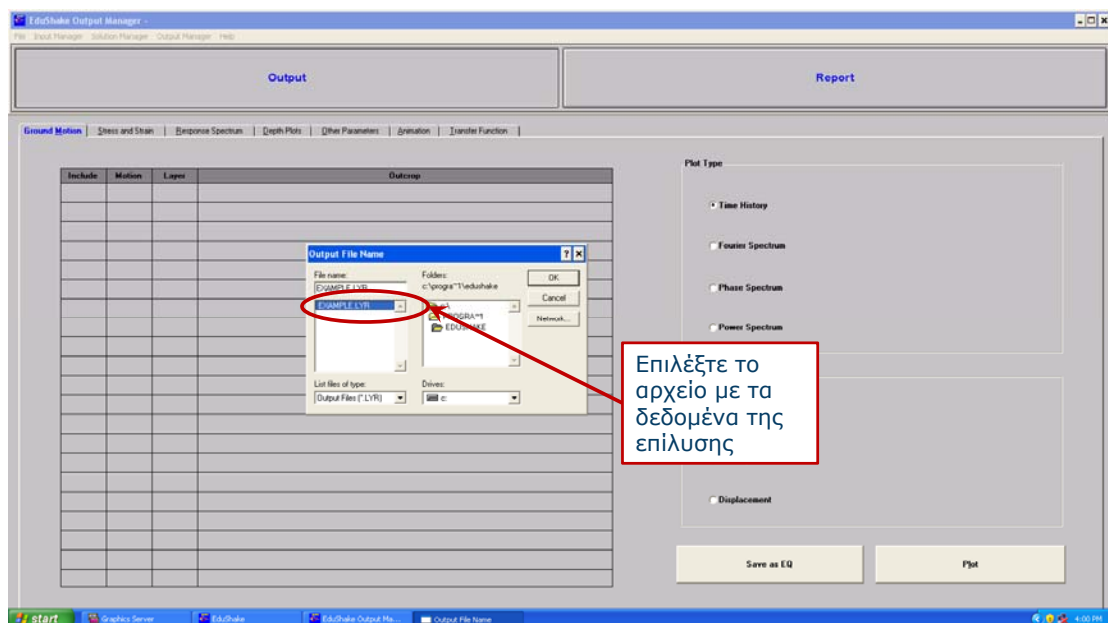 EduShake Output Manager -
File Input Manager Solution Manager Output Manager Help
Output
Report
Ground Motion
Stress and Strain
Response Spectrum
Depth Plots
Other Parameters
Animation
Transfer Function
Include Motion Layer Outcrop
Plot Type
Time History
Fourier Spectrum
Phase Spectrum
Power Spectrum
Output File Name
File name:
EXAMPLE.LYR
EXAMPLE.LYR
Folders:
c:\progra~1\edushake
c:\
PROGRA~1
EDUSHAKE
OK
Cancel
Network...
List files of type:
Output Files (*.LYR)
Drives:
c:
Επιλέξτε το
αρχείο με τα
δεδομένα της
επίλυσης
Displacement
Save as EQ
Plot
start
Graphics Server
EduShake
EduShake Output Ma...
Output File Name
4:00 PM